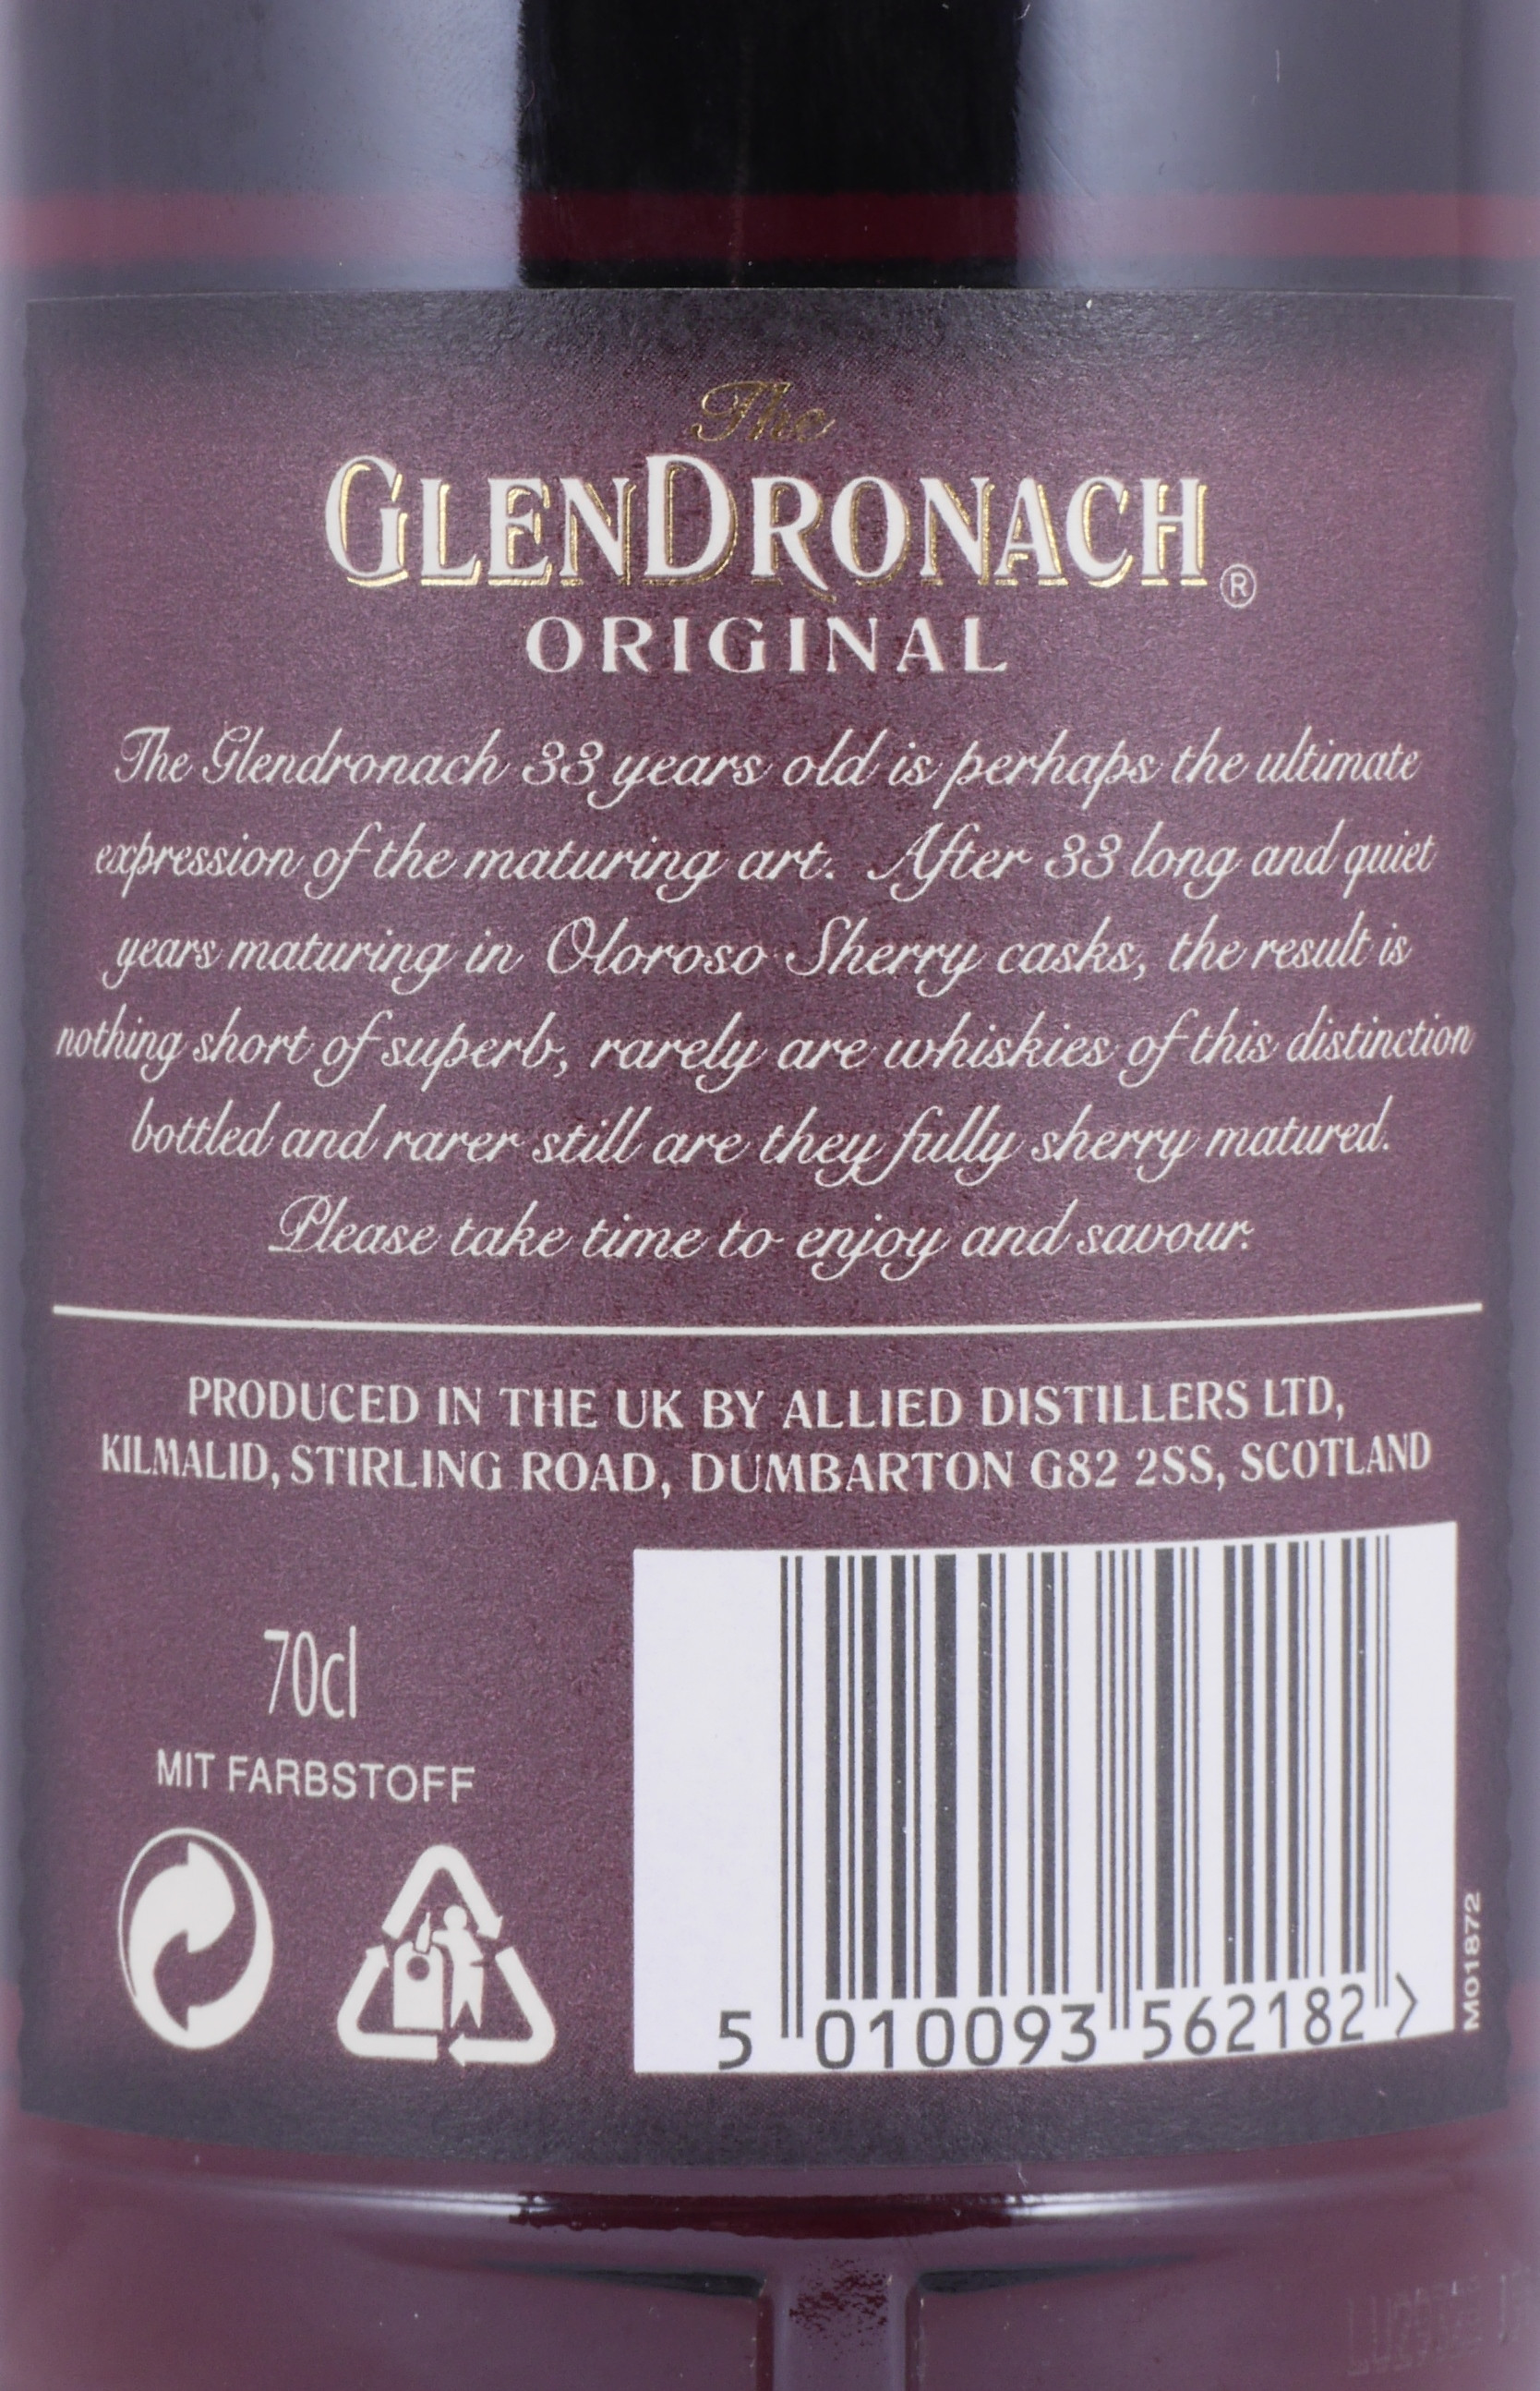 The
GLENDRONACH®
ORIGINAL
The Glendronach 33 years old is perhaps the ultimate
expression of the maturing art. After 33 long and quiet
years maturing in Oloroso Sherry casks, the result is
nothing short of superb, rarely are whiskies of this distinction
bottled and rarer still are they fully sherry matured.
Please take time to enjoy and savour.
PRODUCED IN THE UK BY ALLIED DISTILLERS LTD,
KILMALID, STIRLING ROAD, DUMBARTON G82 2SS, SCOTLAND
70cl
MIT FARBSTOFF
5 010093 562182 >
M01872